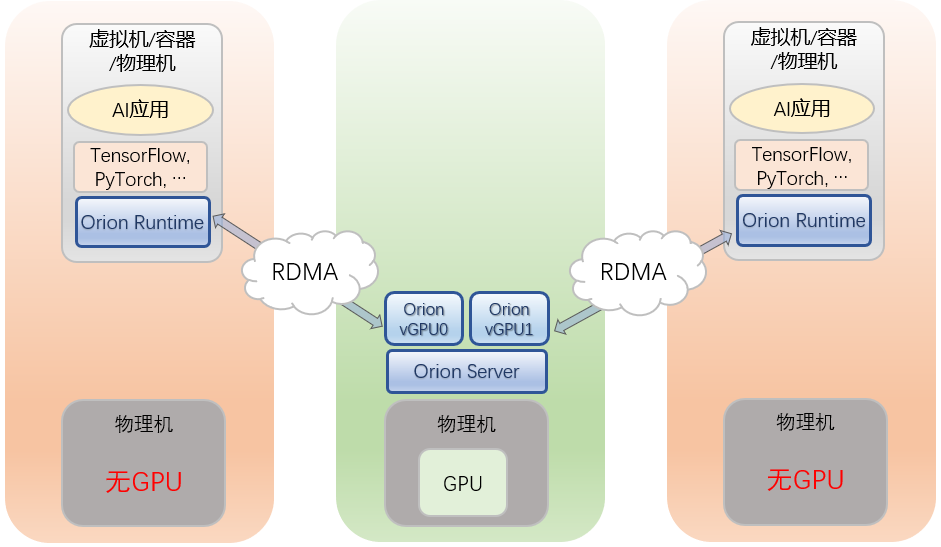 虚拟机/容器
/物理机
AI应用
TensorFlow,
PyTorch, ...
Orion Runtime
物理机
无GPU
RDMA
Orion
vGPU0
Orion
vGPU1
Orion Server
物理机
GPU
RDMA
虚拟机/容器
/物理机
AI应用
TensorFlow,
PyTorch, ...
Orion Runtime
物理机
无GPU